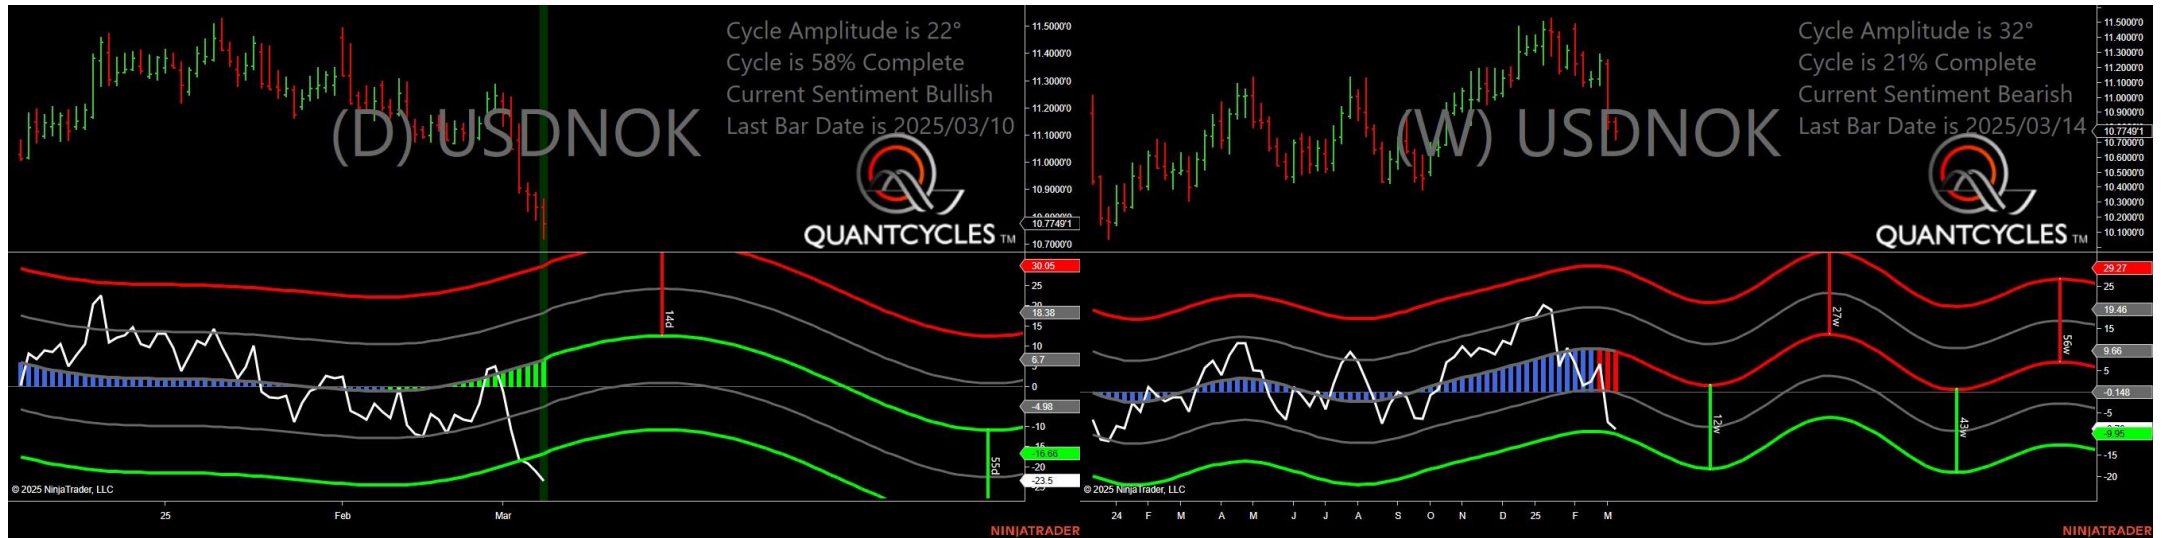 Cycle Amplitude is 22°
Cycle is 58% Complete
Current Sentiment Bullish
Last Bar Date is 2025/03/10
(D) USDNOK
QUANTCYCLES TM
11.5000'0
11.4000'0
11.3000'0
11.2000'0
11.1000'0
11.0000'0
10.9000'0
10.7749'1
10.7000'0
30.05
25
18.38
15
10
6.7
0
-4.98
-10
-16.66
-20
-23.5
14d
55d
© 2025 NinjaTrader, LLC
25 Feb Mar
NINJATRADER
Cycle Amplitude is 32°
Cycle is 21% Complete
Current Sentiment Bearish
Last Bar Date is 2025/03/14
(W) USDNOK
QUANTCYCLES TM
11.5000'0
11.3000'0
11.2000'0
11.1000'0
11.0000'0
10.9000'0
10.7749'1
10.7000'0
10.6000'0
10.5000'0
10.4000'0
10.3000'0
10.2000'0
10.1000'0
29.27
25
19.46
15
9.66
5
-0.148
-5
-9.95
-15
-20
12w
27w
43w
56w
© 2025 NinjaTrader, LLC
24 F M A M J J A S O N D 25 F M
NINJATRADER